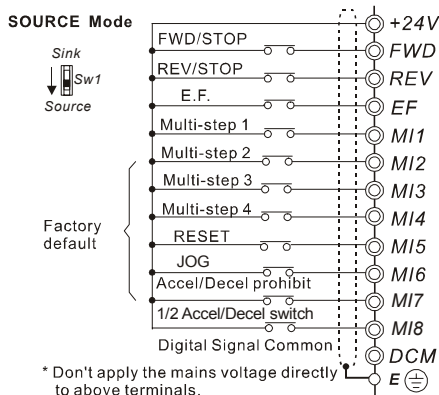 SOURCE Mode
Sink
Sw1
Source
+24V
FWD/STOP
FWD
REV/STOP
REV
E.F.
EF
Multi-step 1
MI1
Multi-step 2
MI2
Multi-step 3
MI3
Multi-step 4
MI4
Factory
default
RESET
MI5
JOG
MI6
Accel/Decel prohibit
MI7
1/2 Accel/Decel switch
MI8
Digital Signal Common
DCM
* Don't apply the mains voltage directly
to above terminals.
E